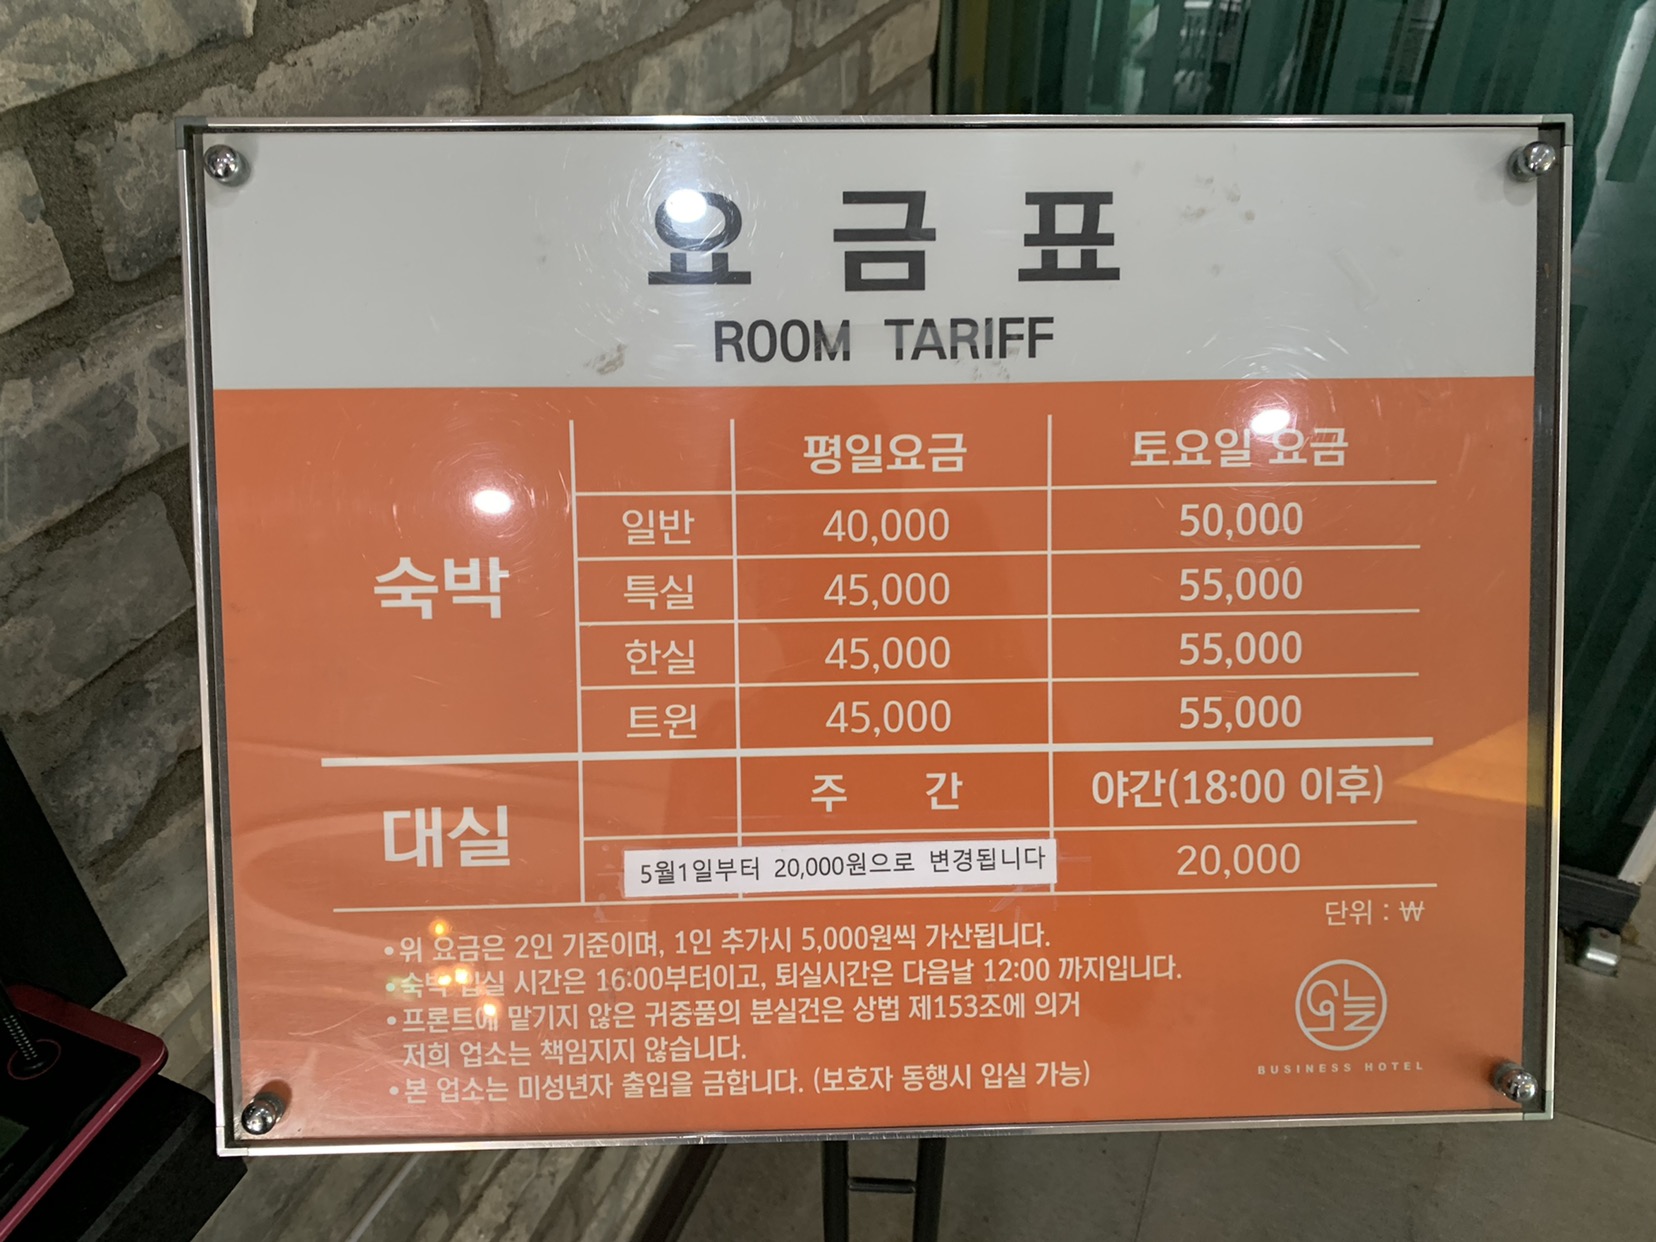 요금표
ROOM TARIFF
평일요금 토요일 요금
숙박
일반 40,000 50,000
특실 45,000 55,000
한실 45,000 55,000
트윈 45,000 55,000
대실
주 간 야간(18:00 이후)
5월1일부터 20,000원으로 변경됩니다 20,000
단위 : ₩
•위 요금은 2인 기준이며, 1인 추가시 5,000원씩 가산됩니다.
•숙박 입실 시간은 16:00부터이고, 퇴실시간은 다음날 12:00 까지입니다.
•프론트에 맡기지 않은 귀중품의 분실건은 상법 제153조에 의거
저희 업소는 책임지지 않습니다.
•본 업소는 미성년자 출입을 금합니다. (보호자 동행시 입실 가능)
BUSINESS HOTEL